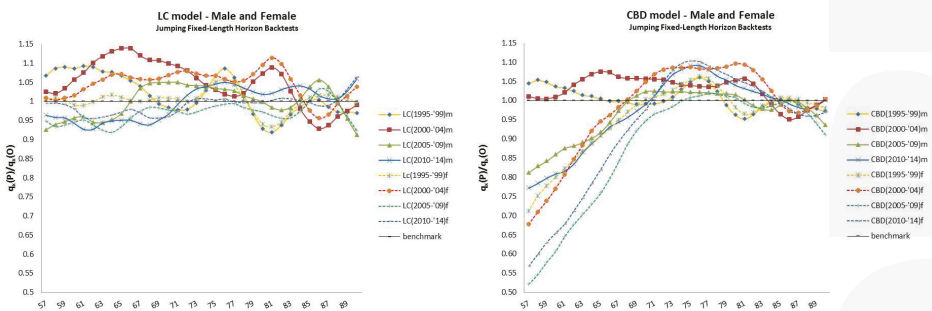 LC model - Male and Female
Jumping Fixed-Length Horizon Backtests
qₓ(P)/qₓ(O)
1.15
1.1
1.05
1
0.95
0.9
0.85
0.8
0.75
0.7
0.65
0.6
0.55
0.5
57
59
61
63
65
67
69
71
73
75
77
79
81
83
85
87
89
LC(1995-'99)m
LC(2000-'04)m
LC(2005-'09)m
LC(2010-'14)m
Lc(1995-'99)f
LC(2000-'04)f
LC(2005-'09)f
LC(2010-'14)f
benchmark
CBD model - Male and Female
Jumping Fixed-Length Horizon Backtests
qₓ(P)/qₓ(O)
1.15
1.10
1.05
1.00
0.95
0.90
0.85
0.80
0.75
0.70
0.65
0.60
0.55
0.50
57
59
61
63
65
67
69
71
73
75
77
79
81
83
85
87
89
CBD(1995-'99)m
CBD(2000-'04)m
CBD(2005-'09)m
CBD(2010-'14)m
CBD(1995-'99)f
CBD(2000-'04)f
CBD(2005-'09)f
CBD(2010-'14)f
benchmark